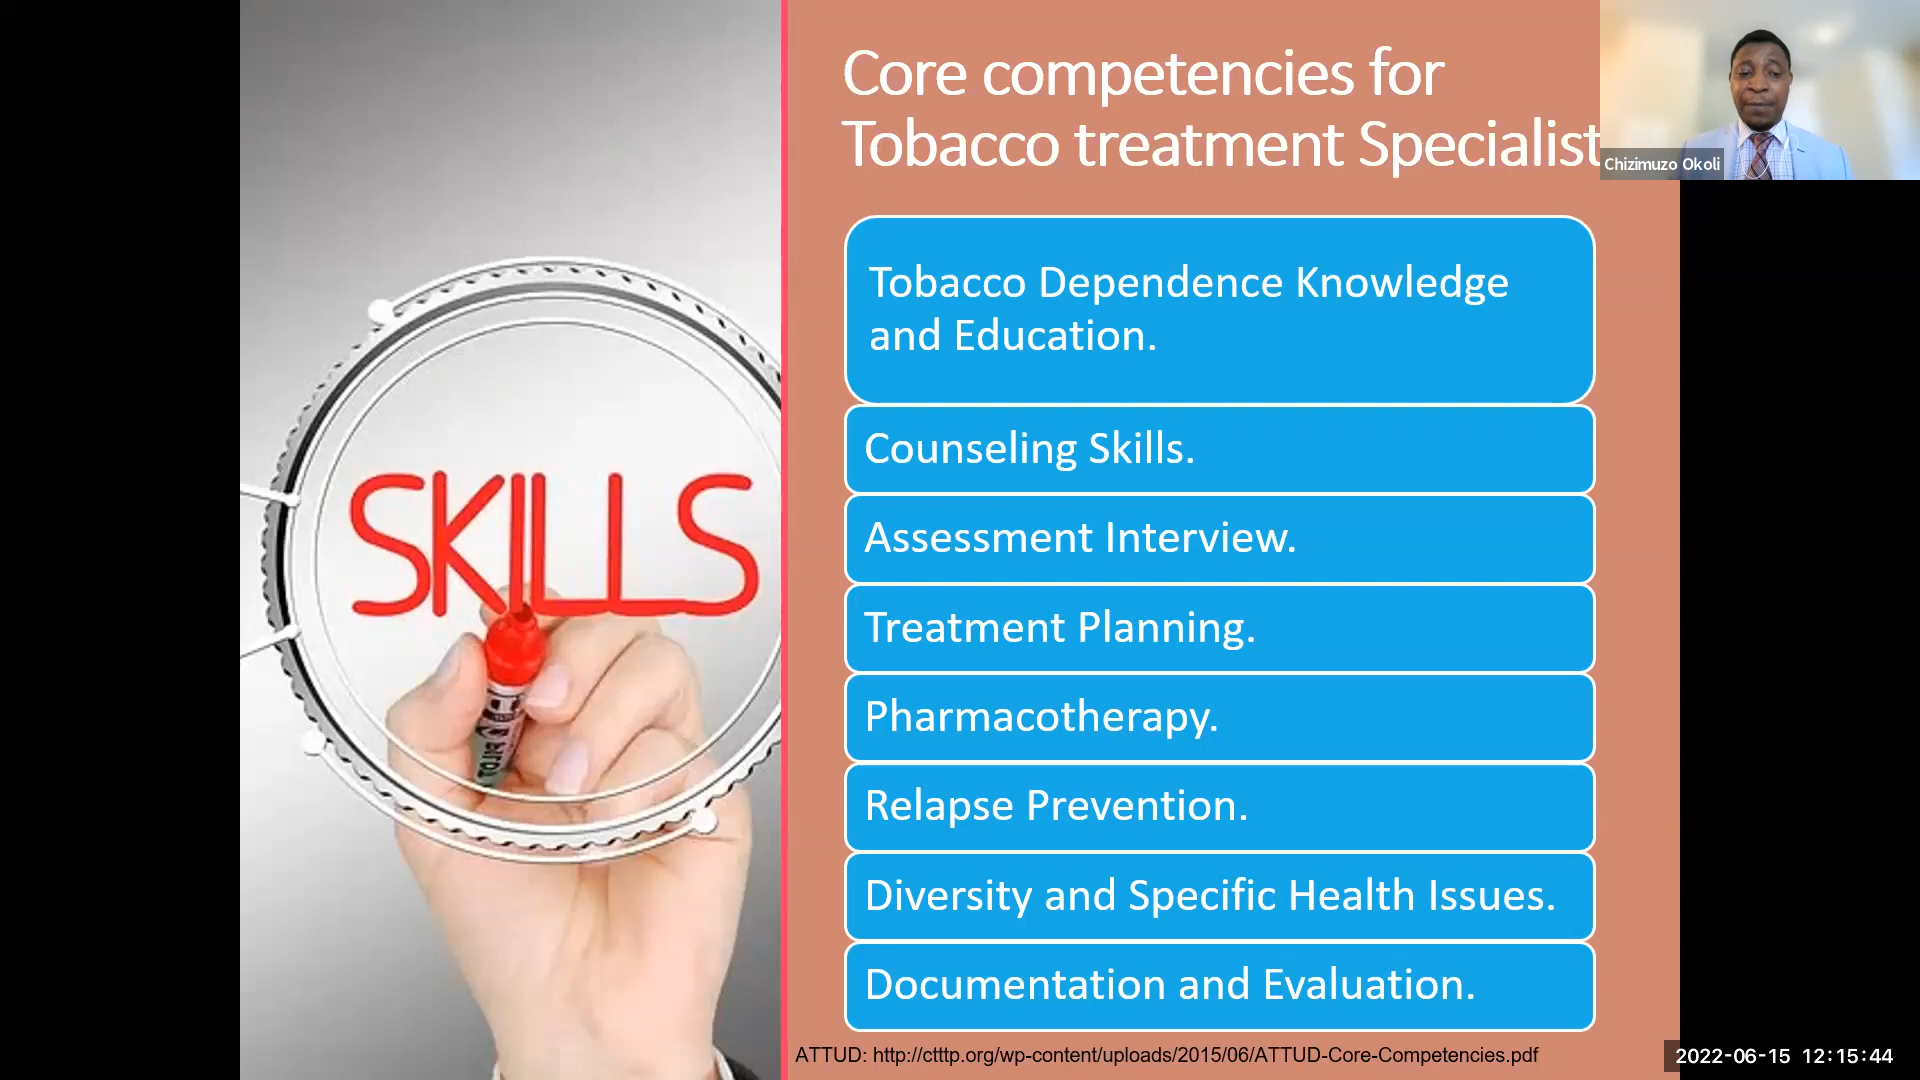 Core competencies for
Tobacco treatment Specialist
Chizimuzo Okoli
SKILLS
Tobacco Dependence Knowledge
and Education.
Counseling Skills.
Assessment Interview.
Treatment Planning.
Pharmacotherapy.
Relapse Prevention.
Diversity and Specific Health Issues.
Documentation and Evaluation.
ATTUD: http://ctttp.org/wp-content/uploads/2015/06/ATTUD-Core-Competencies.pdf
2022-06-15 12:15:44